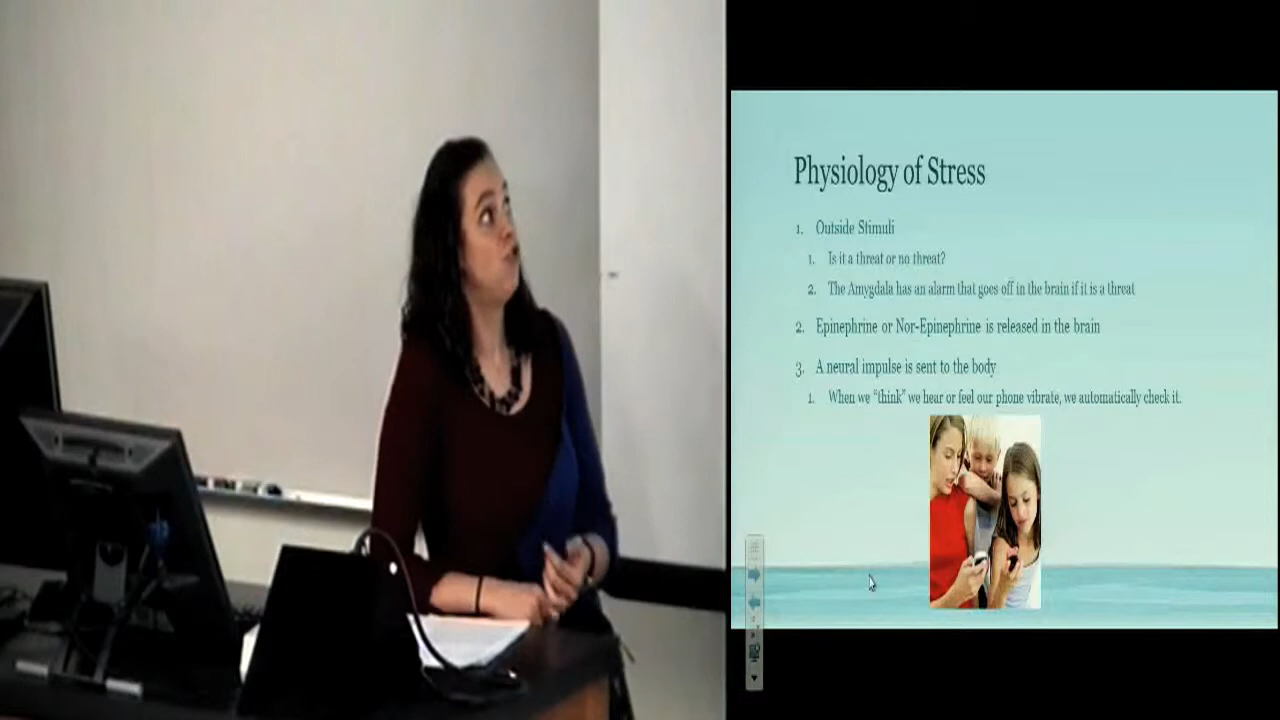 Physiology of Stress
1. Outside Stimuli
1. Is it a threat or no threat?
2. The Amygdala has an alarm that goes off in the brain if it is a threat
2. Epinephrine or Nor-Epinephrine is released in the brain
3. A neural impulse is sent to the body
1. When we “think” we hear or feel our phone vibrate, we automatically check it.